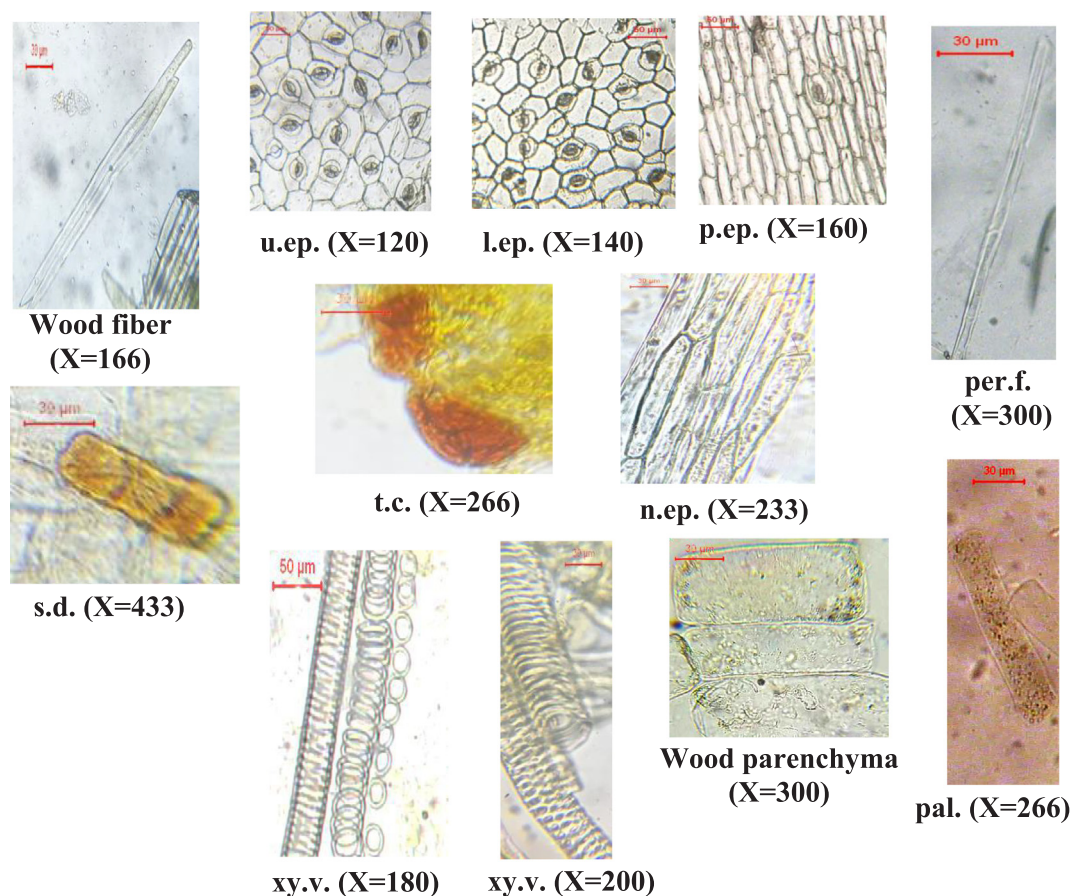 30 µm
50 µm
30 µm
u.ep. (X=120)
l.ep. (X=140)
p.ep. (X=160)
Wood fiber
(X=166)
30 µm
30 µm
per.f.
(X=300)
30 µm
t.c. (X=266)
n.ep. (X=233)
30 µm
s.d. (X=433)
50 µm
30 µm
Wood parenchyma
(X=300)
pal. (X=266)
xy.v. (X=180)
xy.v. (X=200)